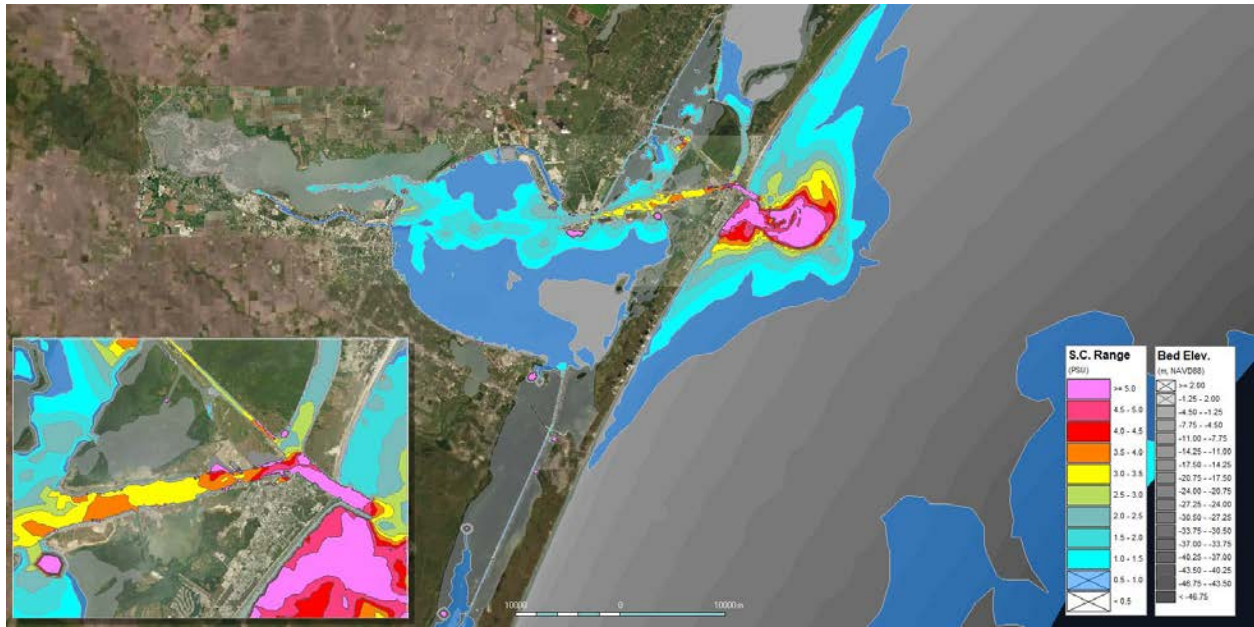 S.C. Range
(PSU)
>= 5.0
4.5 - 5.0
4.0 - 4.5
3.5 - 4.0
3.0 - 3.5
2.5 - 3.0
2.0 - 2.5
1.5 - 2.0
1.0 - 1.5
0.5 - 1.0
< 0.5
Bed Elev.
(m, NAVD88)
>= 2.00
-1.25 - 2.00
-4.50 - -1.25
-7.75 - -4.50
-11.00 - -7.75
-14.25 - -11.00
-17.50 - -14.25
-20.75 - -17.50
-24.00 - -20.75
-27.25 - -24.00
-30.50 - -27.25
-33.75 - -30.50
-37.00 - -33.75
-40.25 - -37.00
-43.50 - -40.25
-46.75 - -43.50
< -46.75
10000 0 10000m